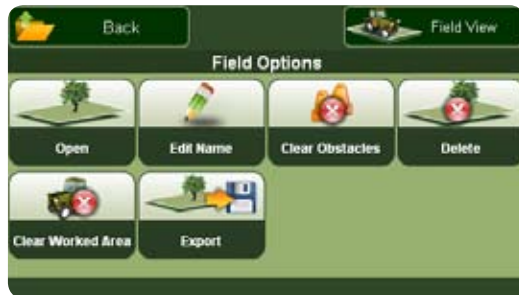 Back
Field View
Field Options
Open
Edit Name
Clear Obstacles
Delete
Clear Worked Area
Export